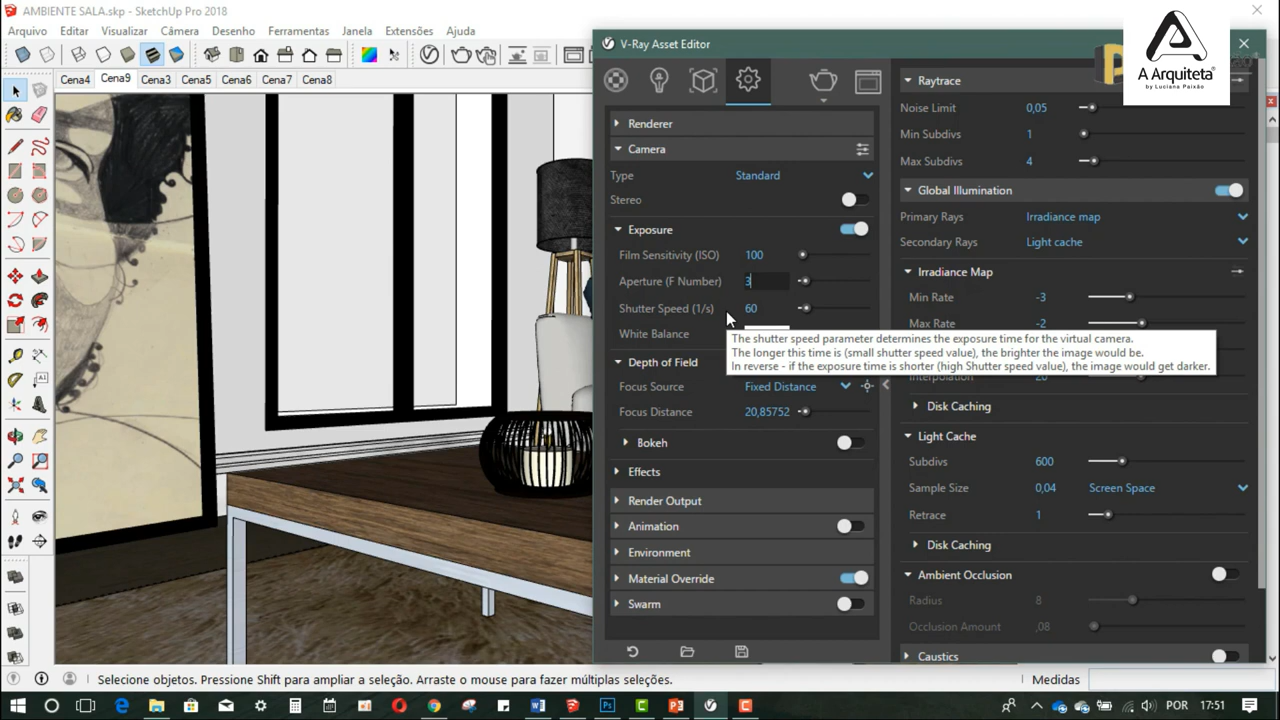 AMBIENTE SALA.skp - SketchUp Pro 2018
Arquivo Editar Visualizar Câmera Desenho Ferramentas Janela Extensões Ajuda
Cena4 Cena9 Cena3 Cena5 Cena6 Cena7 Cena8
V-Ray Asset Editor
A Arquiteta
by Luciana Paixão
Renderer
Camera
Type Standard
Stereo
Exposure
Film Sensitivity (ISO) 100
Aperture (F Number) 3
Shutter Speed (1/s) 60
White Balance
The shutter speed parameter determines the exposure time for the virtual camera.
The longer this time is (small shutter speed value), the brighter the image would be.
In reverse - if the exposure time is shorter (high Shutter speed value), the image would get darker.
Depth of Field
Focus Source Fixed Distance
Focus Distance 20,85752
Bokeh
Effects
Render Output
Animation
Environment
Material Override
Swarm
Raytrace
Noise Limit 0,05
Min Subdivs 1
Max Subdivs 4
Global Illumination
Primary Rays Irradiance map
Secondary Rays Light cache
Irradiance Map
Min Rate -3
Max Rate -2
Disk Caching
Light Cache
Subdivs 600
Sample Size 0,04 Screen Space
Retrace 1
Disk Caching
Ambient Occlusion
Radius 8
Occlusion Amount ,08
Caustics
Selecione objetos. Pressione Shift para ampliar a seleção. Arraste o mouse para fazer múltiplas seleções.
Medidas
POR 17:51